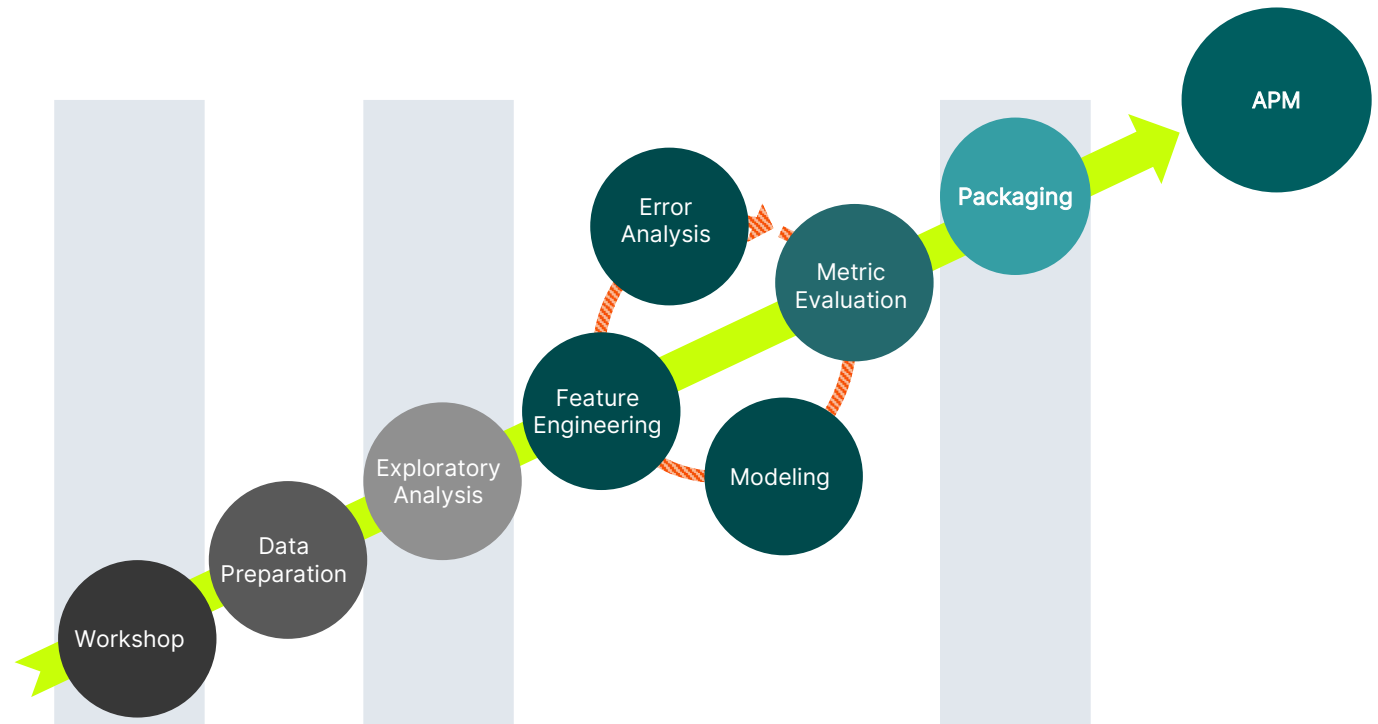 APM
Packaging
Error
Analysis
Metric
Evaluation
Feature
Engineering
Modeling
Exploratory
Analysis
Data
Preparation
Workshop